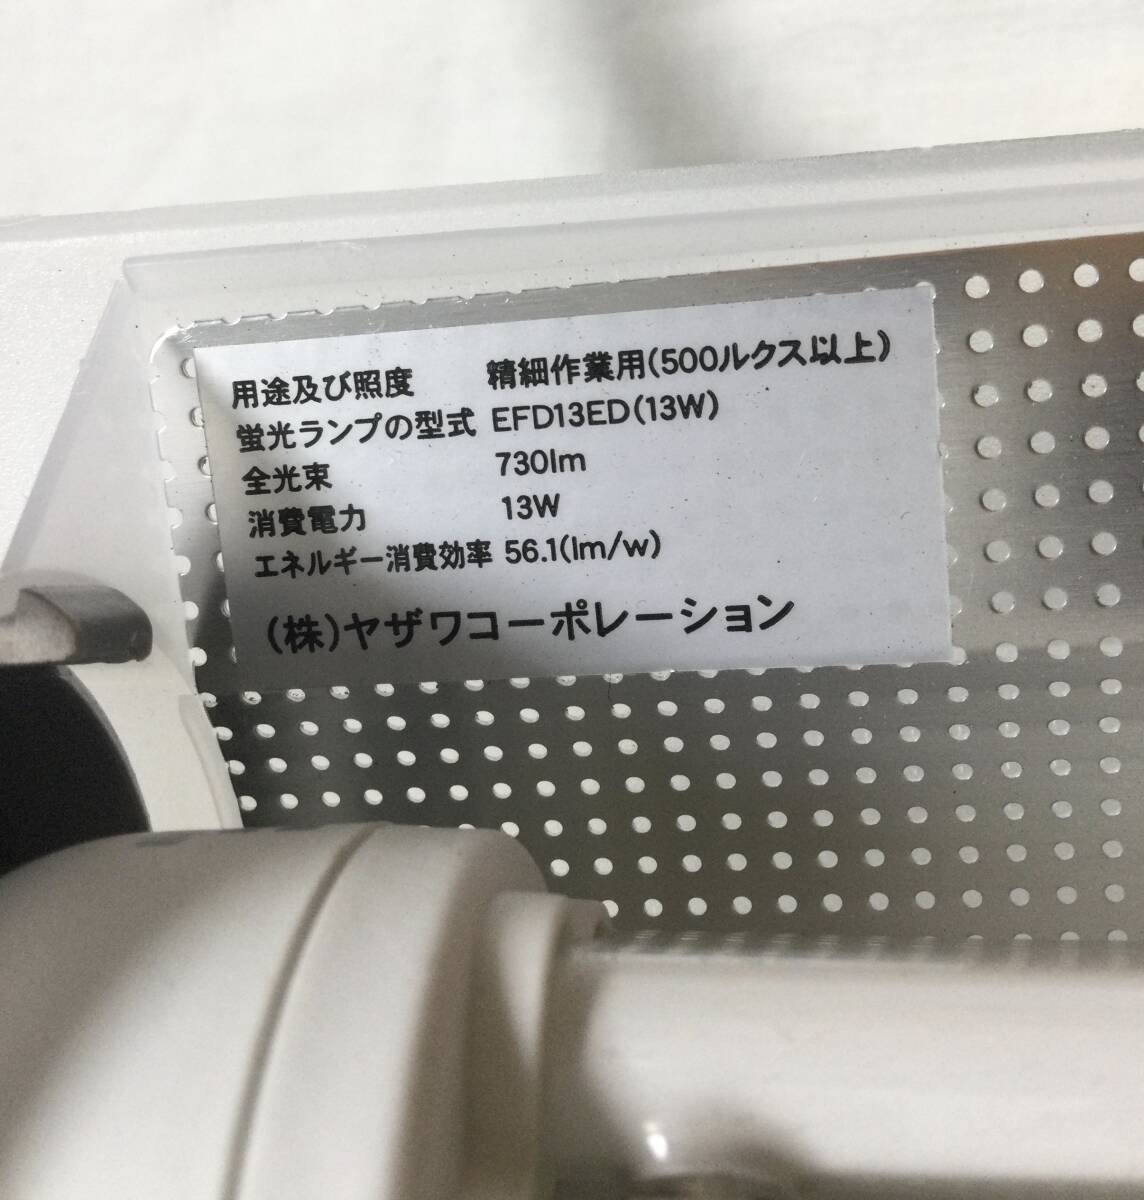 用途及び照度 精細作業用(500ルクス以上)
蛍光ランプの型式 EFD13ED(13W)
全光束 730lm
消費電力 13W
エネルギー消費効率 56.1(lm/w)
(株)ヤザワコーポレーション